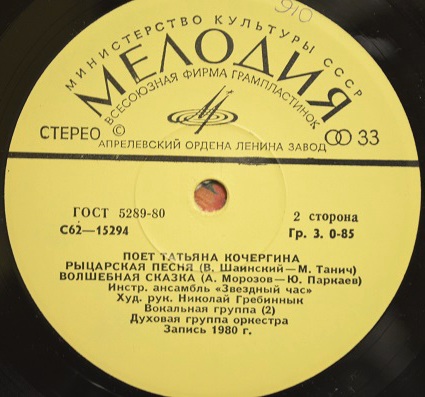 910
МИНИСТЕРСТВО КУЛЬТУРЫ СССР
МЕЛОДИЯ
ВСЕСОЮЗНАЯ ФИРМА ГРАМПЛАСТИНОК
СТЕРЕО © 33
АПРЕЛЕВСКИЙ ОРДЕНА ЛЕНИНА ЗАВОД
ГОСТ 5289-80 2 сторона
С62—15294 Гр. 3. 0-85
ПОЕТ ТАТЬЯНА КОЧЕРГИНА
РЫЦАРСКАЯ ПЕСНЯ (В. Шаинский—М. Танич)
ВОЛШЕБНАЯ СКАЗКА (А. Морозов—Ю. Паркаев)
Инстр. ансамбль «Звездный час»
Худ. рук. Николай Гребиннык
Вокальная группа (2)
Духовая группа оркестра
Запись 1980 г.